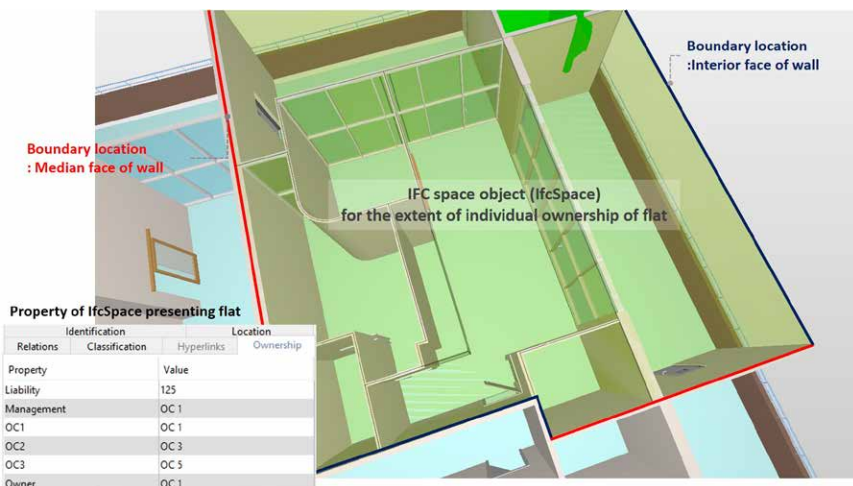 Boundary location
:Interior face of wall
Boundary location
: Median face of wall
IFC space object (IfcSpace)
for the extent of individual ownership of flat
Property of IfcSpace presenting flat
Identification Location
Relations Classification Hyperlinks Ownership
Property Value
Liability 125
Management OC 1
OC1 OC 1
OC2 OC 3
OC3 OC 5
Owner OC 1